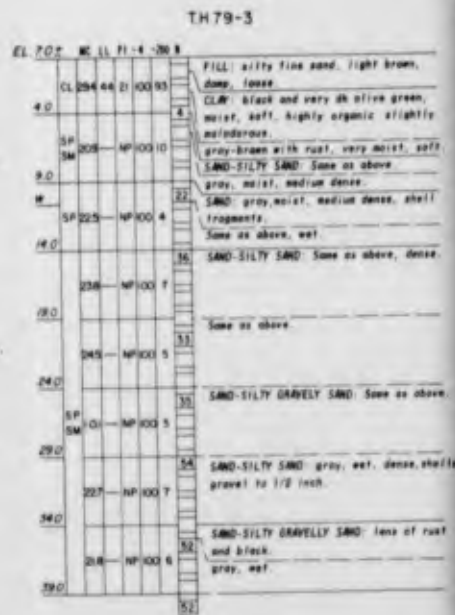 TH79-3
EL 7.0± MC LL PI -4 -200 N
FILL: silty fine sand, light brown,
damp, loose.
CL 29.4 44 21 100 93
CLAY: black and very dk olive green,
moist, soft, highly organic slightly
malodorous.
4.0 4
gray-brown with rust, very moist, soft.
SP
SM 20.9 — NP 100 10
SAND-SILTY SAND: Same as above
gray, moist, medium dense.
9.0
W 22
SAND: gray, moist, medium dense, shell
fragments.
SP 22.5 — NP 100 4
Same as above, wet.
14.0
36 SAND-SILTY SAND: Same as above, dense.
23.8 — NP 100 7
19.0
Same as above.
33
24.5 — NP 100 5
24.0
35 SAND-SILTY GRAVELY SAND: Same as above.
SP
SM — NP 100 5
29.0
54 SAND-SILTY SAND: gray, wet, dense, shells
gravel to 1/2 inch.
22.7 — NP 100 7
34.0
SAND-SILTY GRAVELLY SAND: lens of rust
52 and black.
gray, wet.
21.8 — NP 100 6
39.0
52